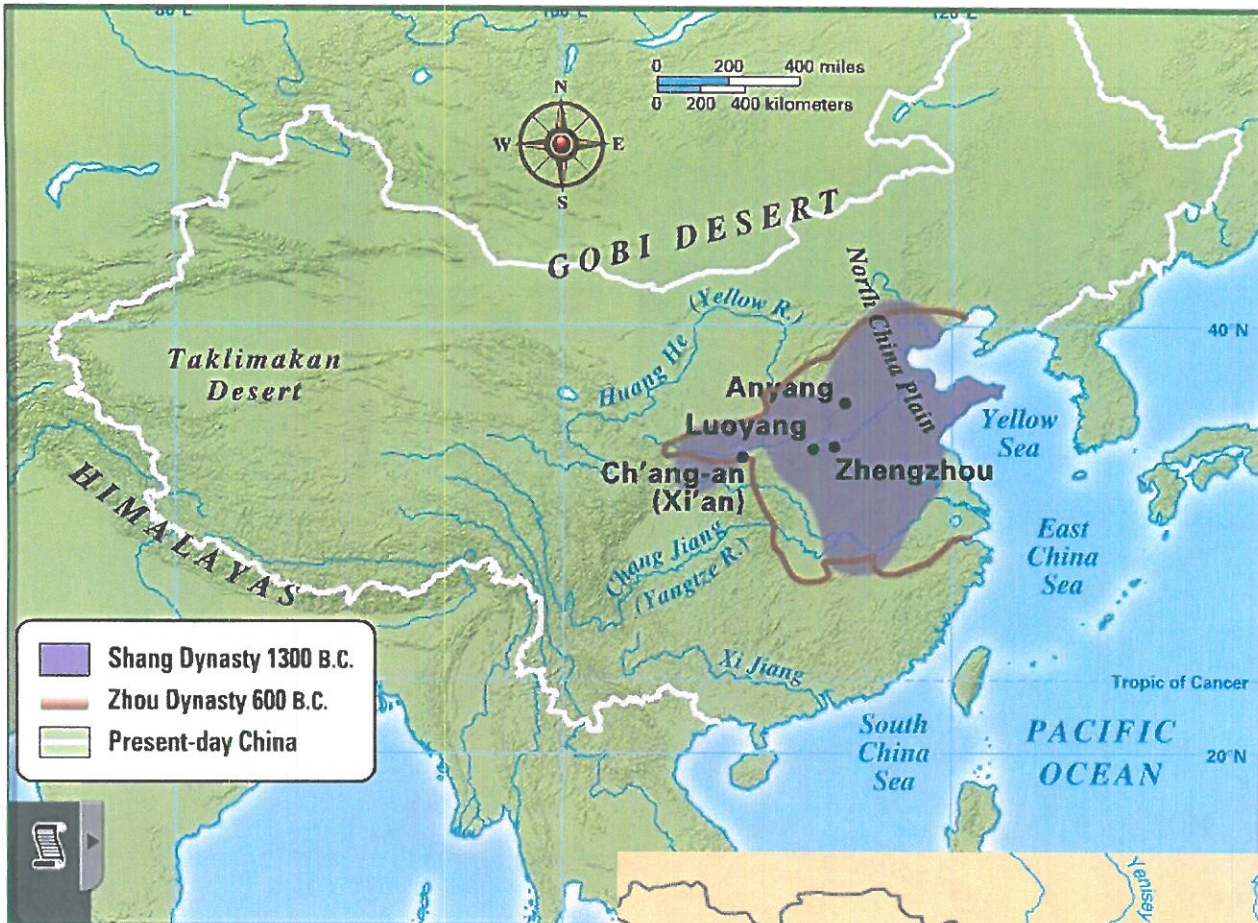 80°E
100°E
120°E
0 200 400 miles
0 200 400 kilometers
N
W E
S
GOBI DESERT
North China Plain
(Yellow R.)
Huang He
40°N
Taklimakan
Desert
Anyang
Luoyang
Zhengzhou
Ch'ang-an
(Xi'an)
Yellow
Sea
HIMALAYAS
Chang Jiang
(Yangtze R.)
East
China
Sea
Shang Dynasty 1300 B.C.
Zhou Dynasty 600 B.C.
Present-day China
Xi Jiang
Tropic of Cancer
South
China
Sea
PACIFIC
OCEAN
20°N
Yenisey